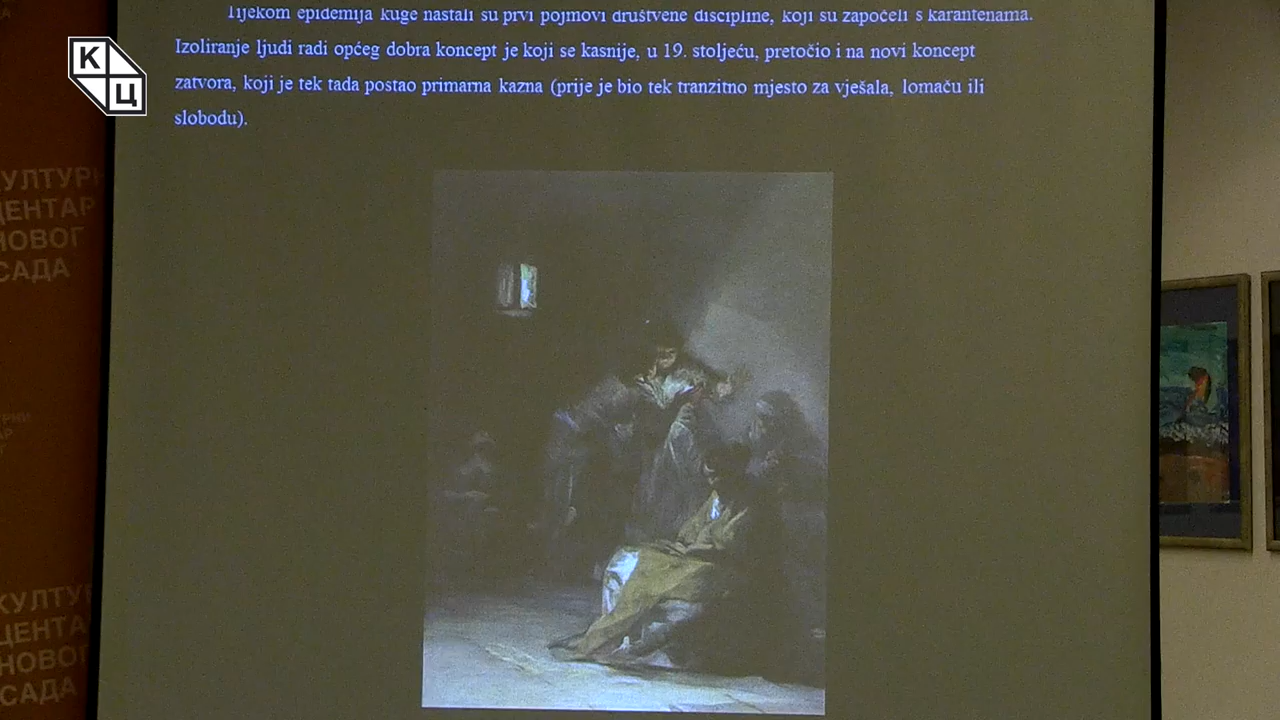 Tijekom epidemija kuge nastali su prvi pojmovi društvene discipline, koji su započeli s karantenama.
Izoliranje ljudi radi općeg dobra koncept je koji se kasnije, u 19. stoljeću, pretočio i na novi koncept
zatvora, koji je tek tada postao primarna kazna (prije je bio tek tranzitno mjesto za vješala, lomaču ili
slobodu).
К
Ц
УЛТУРН
ЦЕНТАР
НОВОГ
САДА
КУЛТУР
ЦЕНТА
НОВОГ
САДА